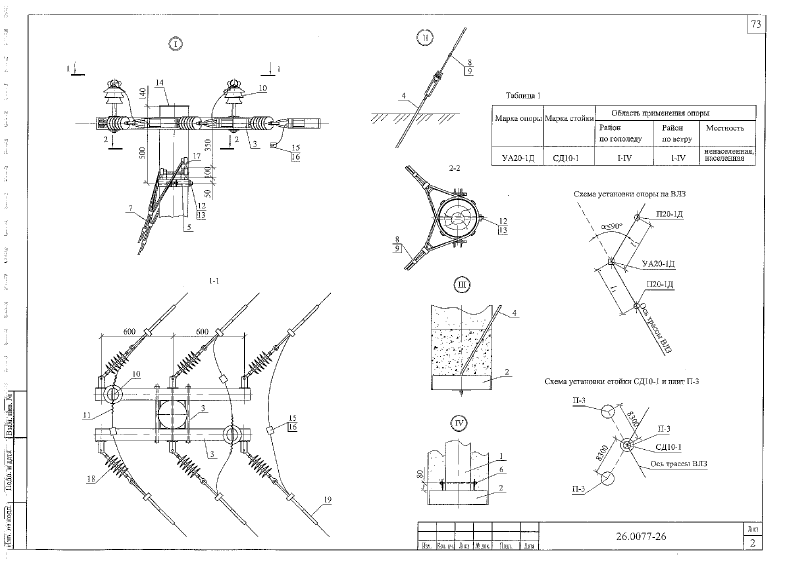 73
I
1
1
14
10
140
2
2
3
350
15
16
500
17
100
50
7
12
13
5
II
8
9
4
2-2
12
13
8
9
Таблица 1
Марка опоры
Марка стойки
Область применения опоры
Район по гололеду
Район по ветру
Местность
УА20-1Д
СД10-1
I-IV
I-IV
ненаселенная, населенная
Схема установки опоры на ВЛЗ
α≤90°
П20-1Д
УА20-1Д
П20-1Д
Ось трассы ВЛЗ
1-1
600
600
10
11
3
3
15
16
18
19
III
4
2
IV
1
6
80
2
Схема установки стойки СД10-1 и плит П-3
П-3
8300
П-3
СД10-1
8300
Ось трассы ВЛЗ
П-3
Изм.
Кол. уч.
Лист
№ док.
Подп.
Дата
26.0077-26
Лист
2
Взам. инв. №
Подп. и дата
Инв. № подл.